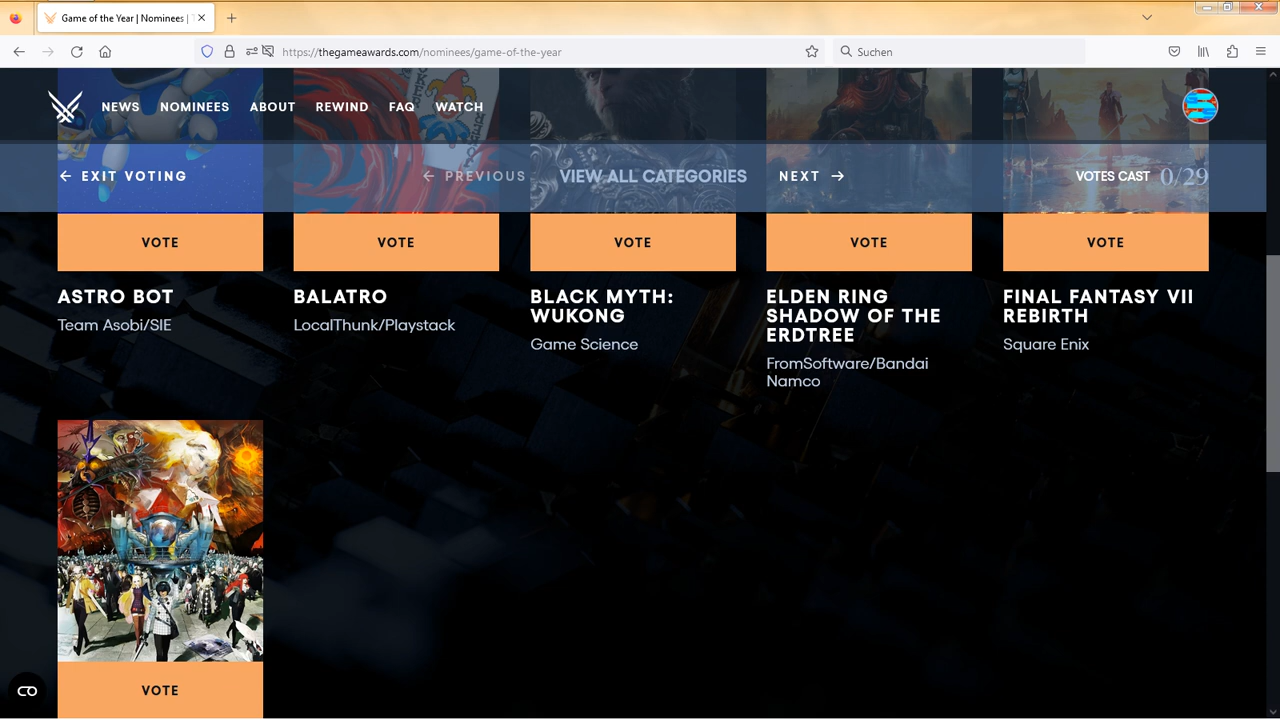 Game of the Year | Nominees | T
https://thegameawards.com/nominees/game-of-the-year
Suchen
NEWS NOMINEES ABOUT REWIND FAQ WATCH
← EXIT VOTING ← PREVIOUS VIEW ALL CATEGORIES NEXT → VOTES CAST 0/29
VOTE VOTE VOTE VOTE VOTE
ASTRO BOT
Team Asobi/SIE
BALATRO
LocalThunk/Playstack
BLACK MYTH:
WUKONG
Game Science
ELDEN RING
SHADOW OF THE
ERDTREE
FromSoftware/Bandai
Namco
FINAL FANTASY VII
REBIRTH
Square Enix
VOTE